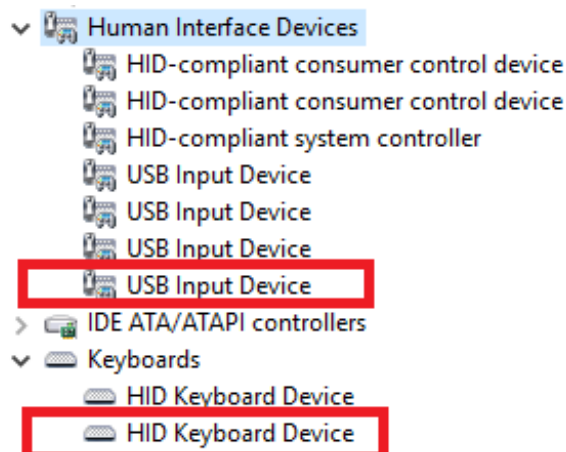 Human Interface Devices
HID-compliant consumer control device
HID-compliant consumer control device
HID-compliant system controller
USB Input Device
USB Input Device
USB Input Device
USB Input Device
IDE ATA/ATAPI controllers
Keyboards
HID Keyboard Device
HID Keyboard Device